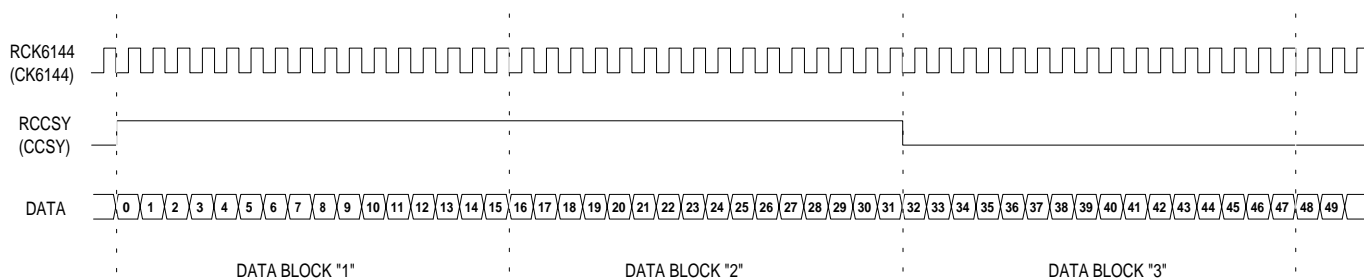 RCK6144
(CK6144)
RCCSY
(CCSY)
DATA 0 1 2 3 4 5 6 7 8 9 10 11 12 13 14 15 16 17 18 19 20 21 22 23 24 25 26 27 28 29 30 31 32 33 34 35 36 37 38 39 40 41 42 43 44 45 46 47 48 49
DATA BLOCK "1" DATA BLOCK "2" DATA BLOCK "3"